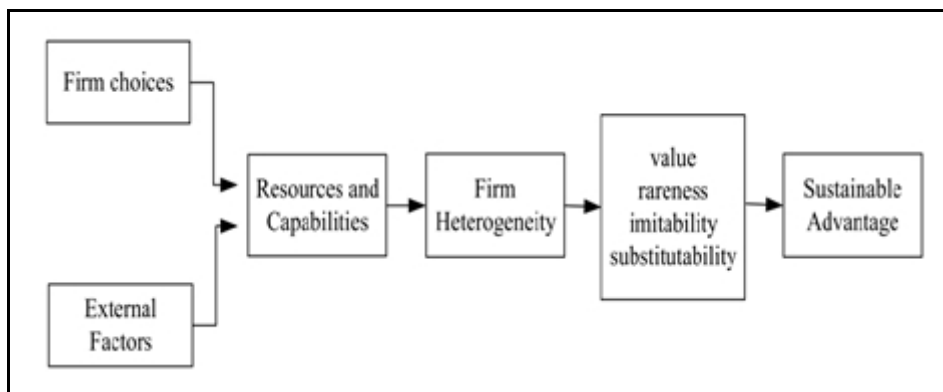 Firm choices
External
Factors
Resources and
Capabilities
Firm
Heterogeneity
value
rareness
imitability
substitutability
Sustainable
Advantage